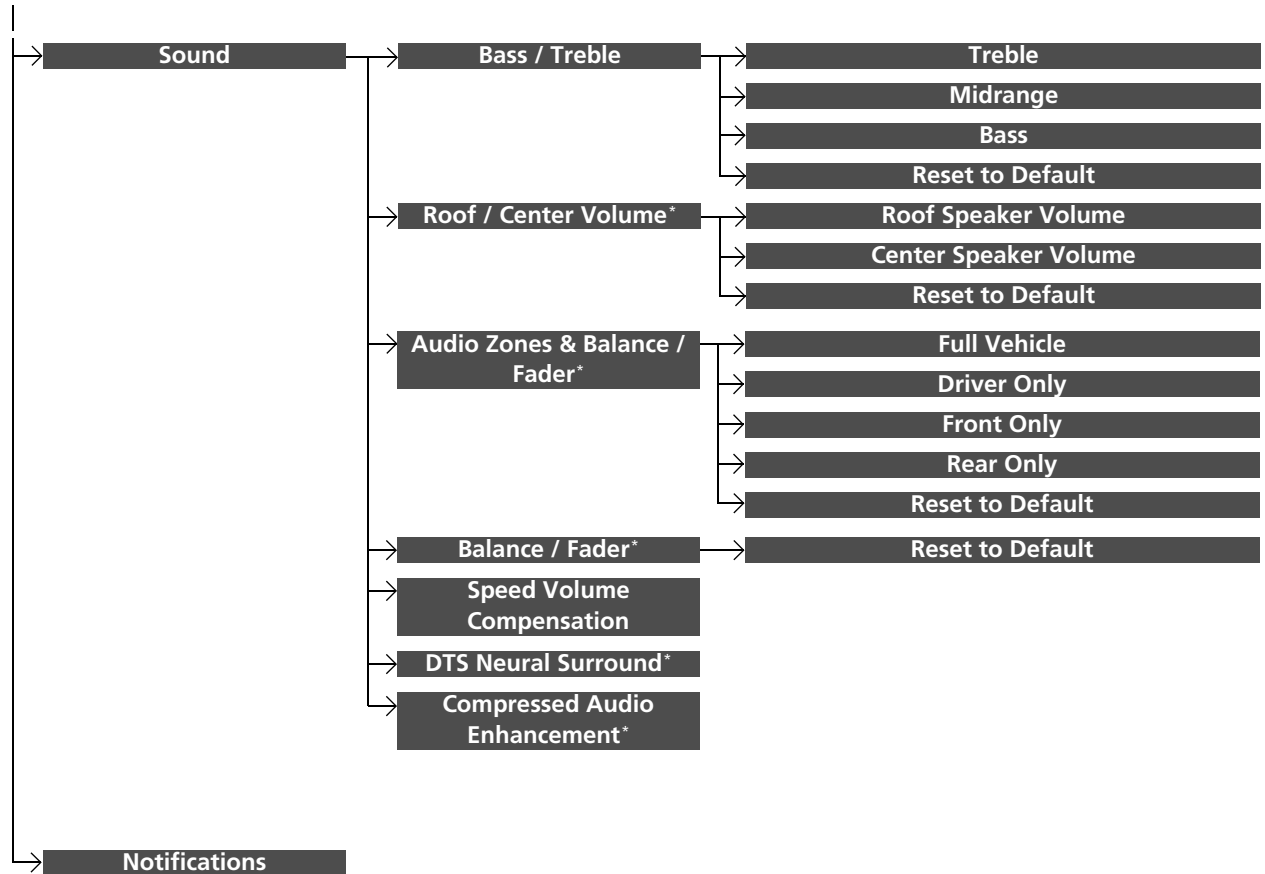 Sound
Bass / Treble
Treble
Midrange
Bass
Reset to Default
Roof / Center Volume*
Roof Speaker Volume
Center Speaker Volume
Reset to Default
Audio Zones & Balance /
Fader*
Full Vehicle
Driver Only
Front Only
Rear Only
Reset to Default
Balance / Fader*
Reset to Default
Speed Volume
Compensation
DTS Neural Surround*
Compressed Audio
Enhancement*
Notifications